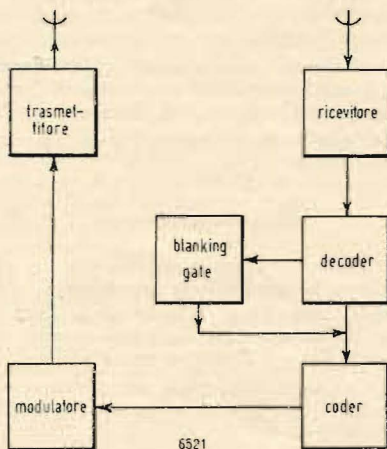 trasmet-
titore
ricevitore
blanking
gate
decoder
modulatore
coder
6521